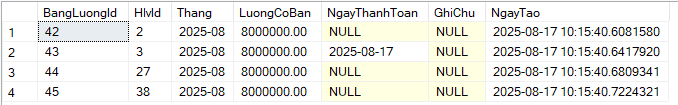 BangLuongId HlvId Thang LuongCoBan NgayThanhToan GhiChu NgayTao
1 42 2 2025-08 8000000.00 NULL NULL 2025-08-17 10:15:40.6081580
2 43 3 2025-08 8000000.00 2025-08-17 NULL 2025-08-17 10:15:40.6417920
3 44 27 2025-08 8000000.00 NULL NULL 2025-08-17 10:15:40.6809341
4 45 38 2025-08 8000000.00 NULL NULL 2025-08-17 10:15:40.7224321